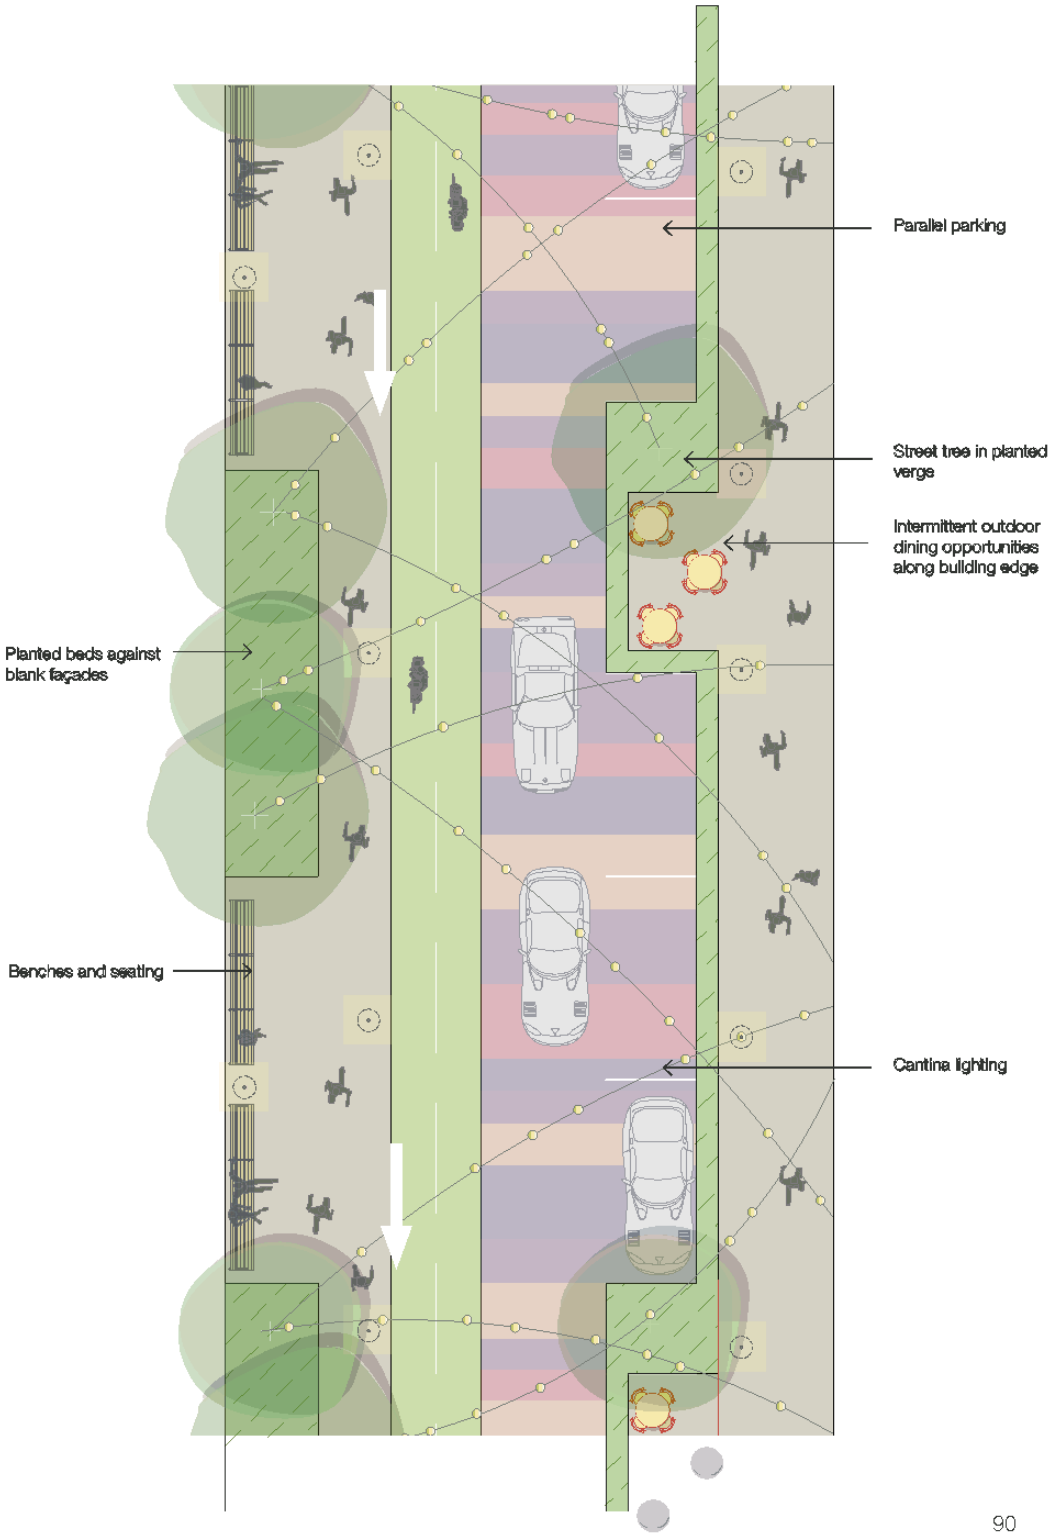 Parallel parking
Street tree in planted
verge
Intermittent outdoor
dining opportunities
along building edge
Planted beds against
blank façades
Benches and seating
Cantina lighting
90